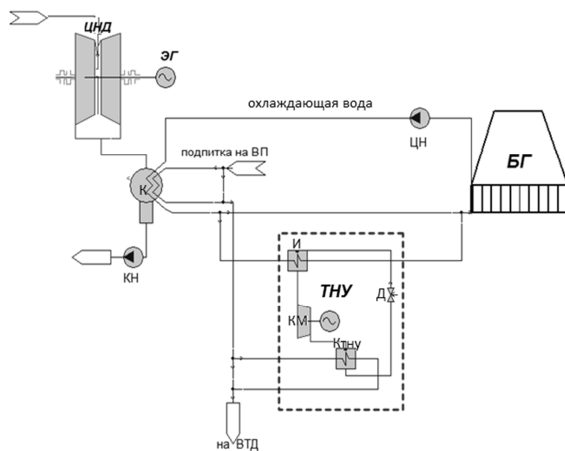 ЦНД
ЭГ
охлаждающая вода
ЦН
подпитка на ВП
БГ
К
КН
И
ТНУ
Д
КМ
Ктну
на ВТД